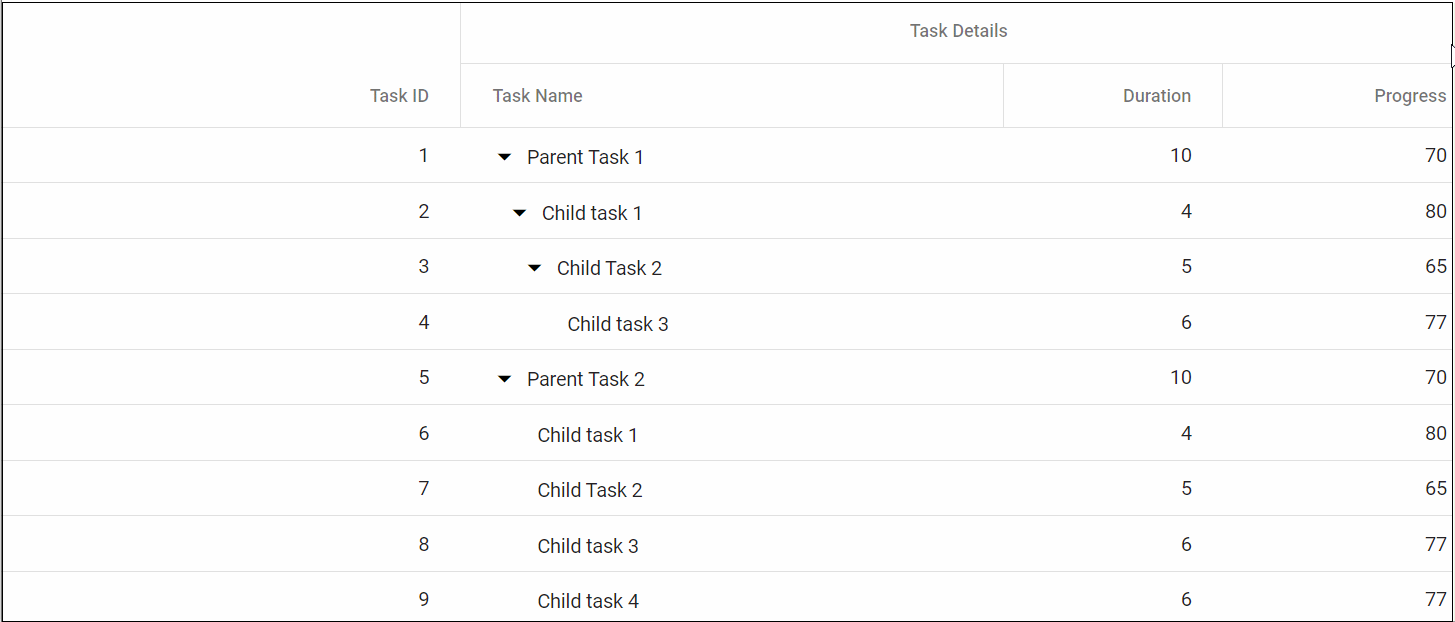 Task Details
Task ID Task Name Duration Progress
1 Parent Task 1 10 70
2 Child task 1 4 80
3 Child Task 2 5 65
4 Child task 3 6 77
5 Parent Task 2 10 70
6 Child task 1 4 80
7 Child Task 2 5 65
8 Child task 3 6 77
9 Child task 4 6 77